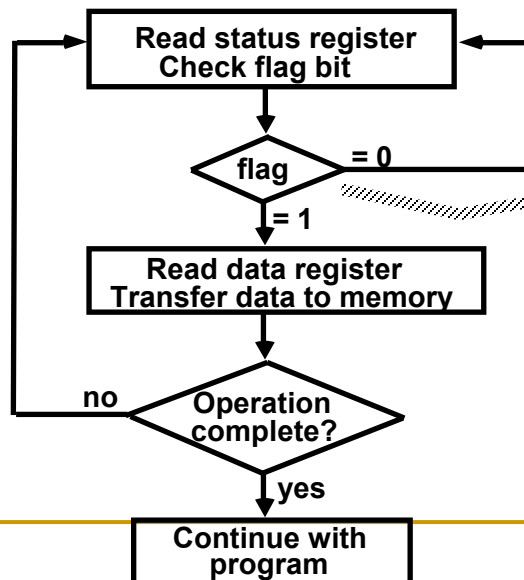 Read status register
Check flag bit
flag
= 0
= 1
Read data register
Transfer data to memory
no
Operation
complete?
yes
Continue with
program